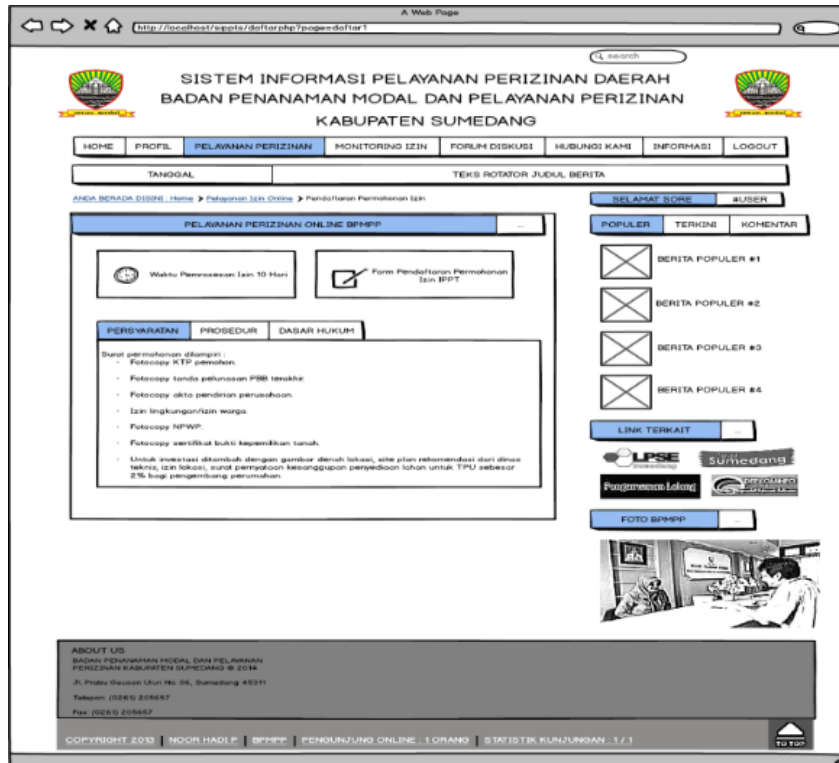 A Web Page
http://localhost/sippts/daftarphp?page=daftar1
search
SISTEM INFORMASI PELAYANAN PERIZINAN DAERAH
BADAN PENANAMAN MODAL DAN PELAYANAN PERIZINAN
KABUPATEN SUMEDANG
HOME PROFIL PELAYANAN PERIZINAN MONITORING IZIN FORUM DISKUSI HUBUNGI KAMI INFORMASI LOGOUT
TANGGAL TEKS ROTATOR JUDUL BERITA
ANDA BERADA DISINI : Home > Pelayanan Izin Online > Pendaftaran Permohonan Izin
SELAMAT SORE #USER
PELAYANAN PERIZINAN ONLINE BPMPP ...
Waktu Pemrosesan Izin 10 Hari
Form Pendaftaran Permohonan
Izin IPPT
PERSYARATAN PROSEDUR DASAR HUKUM
Surat permohonan dilampiri :
- Fotocopy KTP pemohon.
- Fotocopy tanda pelunasan PBB terakhir.
- Fotocopy akta pendirian perusahaan.
- Izin lingkungan/izin warga.
- Fotocopy NPWP.
- Fotocopy sertifikat bukti kepemilikan tanah.
- Untuk investasi ditambah dengan gambar denah lokasi, site plan rekomendasi dari dinas
teknis, izin lokasi, surat pernyataan kesanggupan penyediaan lahan untuk TPU sebesar
2% bagi pengembang perumahan.
POPULER TERKINI KOMENTAR
BERITA POPULER #1
BERITA POPULER #2
BERITA POPULER #3
BERITA POPULER #4
LINK TERKAIT ...
LPSE
Sumedang
Sumedang
Pengumuman Lelang
FOTO BPMPP ...
ABOUT US
BADAN PENANAMAN MODAL DAN PELAYANAN
PERIZINAN KABUPATEN SUMEDANG © 2014
Jl. Prabu Geusan Ulun No. 36, Sumedang 45311
Telepon: (0261) 205657
Fax: (0261) 205657
COPYRIGHT 2013 | NOOR HADI P | BPMPP | PENGUNJUNG ONLINE : 1 ORANG | STATISTIK KUNJUNGAN : 1 / 1
TO TOP